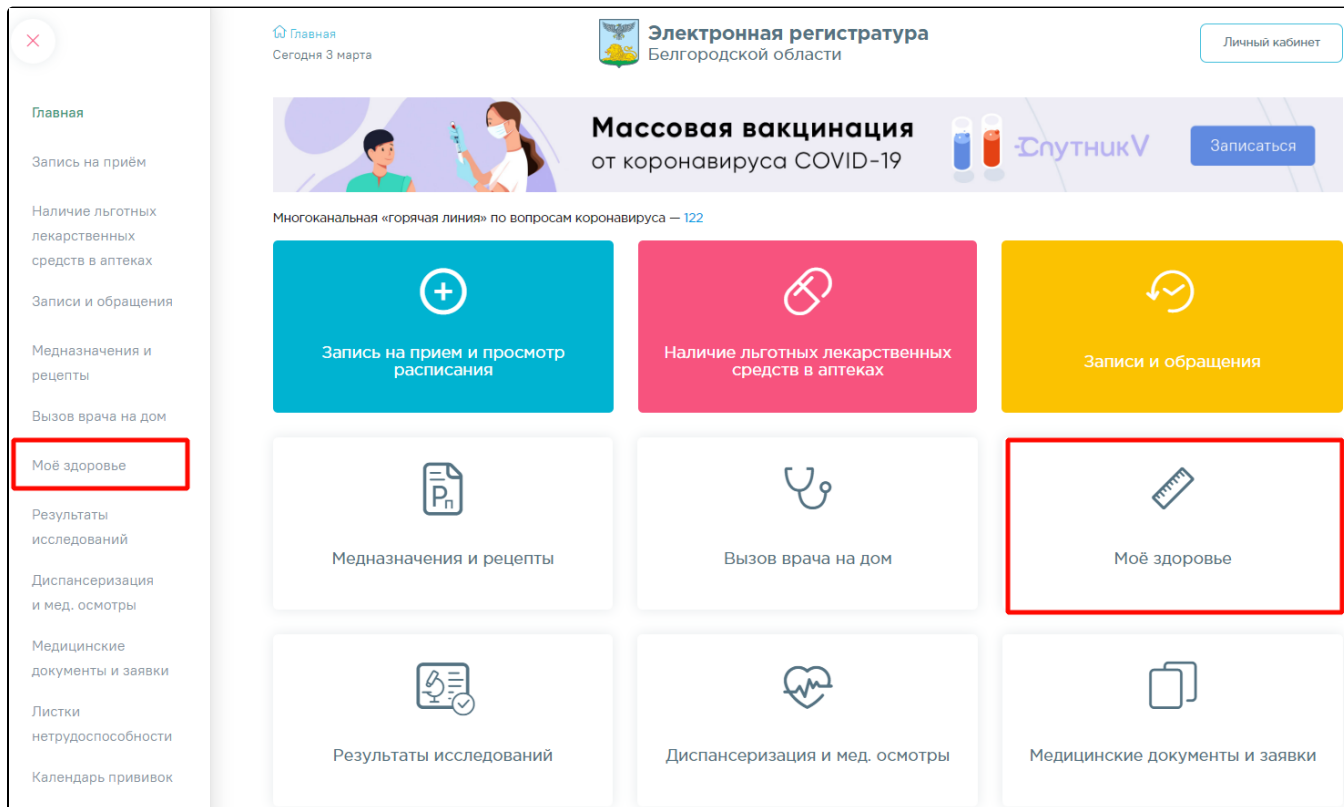 Главная
Сегодня 3 марта
Электронная регистратура
Белгородской области
Личный кабинет
Главная
Запись на приём
Наличие льготных
лекарственных
средств в аптеках
Записи и обращения
Медназначения и
рецепты
Вызов врача на дом
Моё здоровье
Результаты
исследований
Диспансеризация
и мед. осмотры
Медицинские
документы и заявки
Листки
нетрудоспособности
Календарь прививок
Массовая вакцинация
от коронавируса COVID-19
Спутник V
Записаться
Многоканальная «горячая линия» по вопросам коронавируса — 122
Запись на прием и просмотр
расписания
Наличие льготных лекарственных
средств в аптеках
Записи и обращения
Рп
Медназначения и рецепты
Вызов врача на дом
Моё здоровье
Результаты исследований
Диспансеризация и мед. осмотры
Медицинские документы и заявки